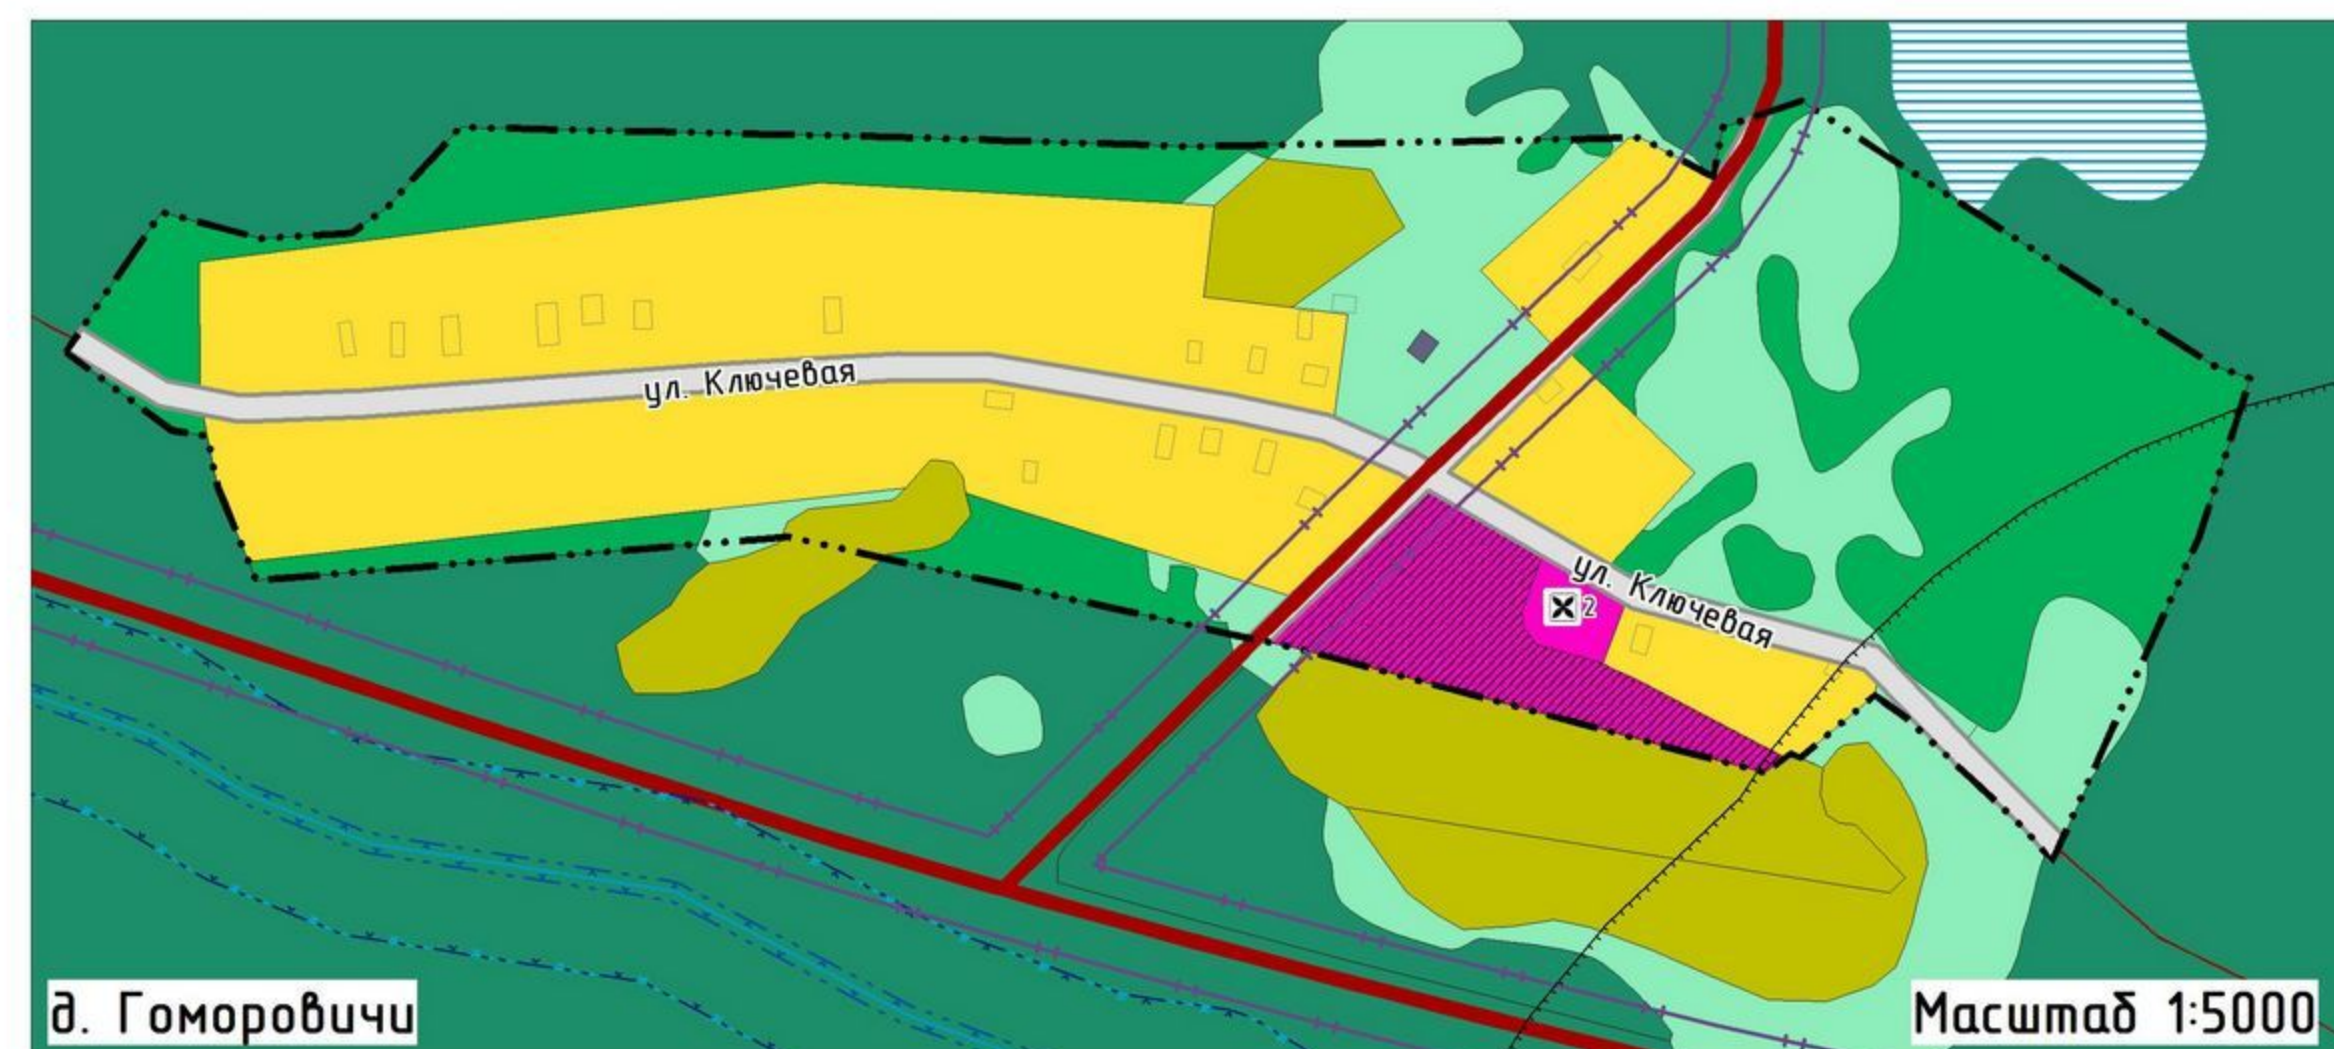 ул. Ключевая
ул. Ключевая
2
д. Гоморовичи
Масштаб 1:5000